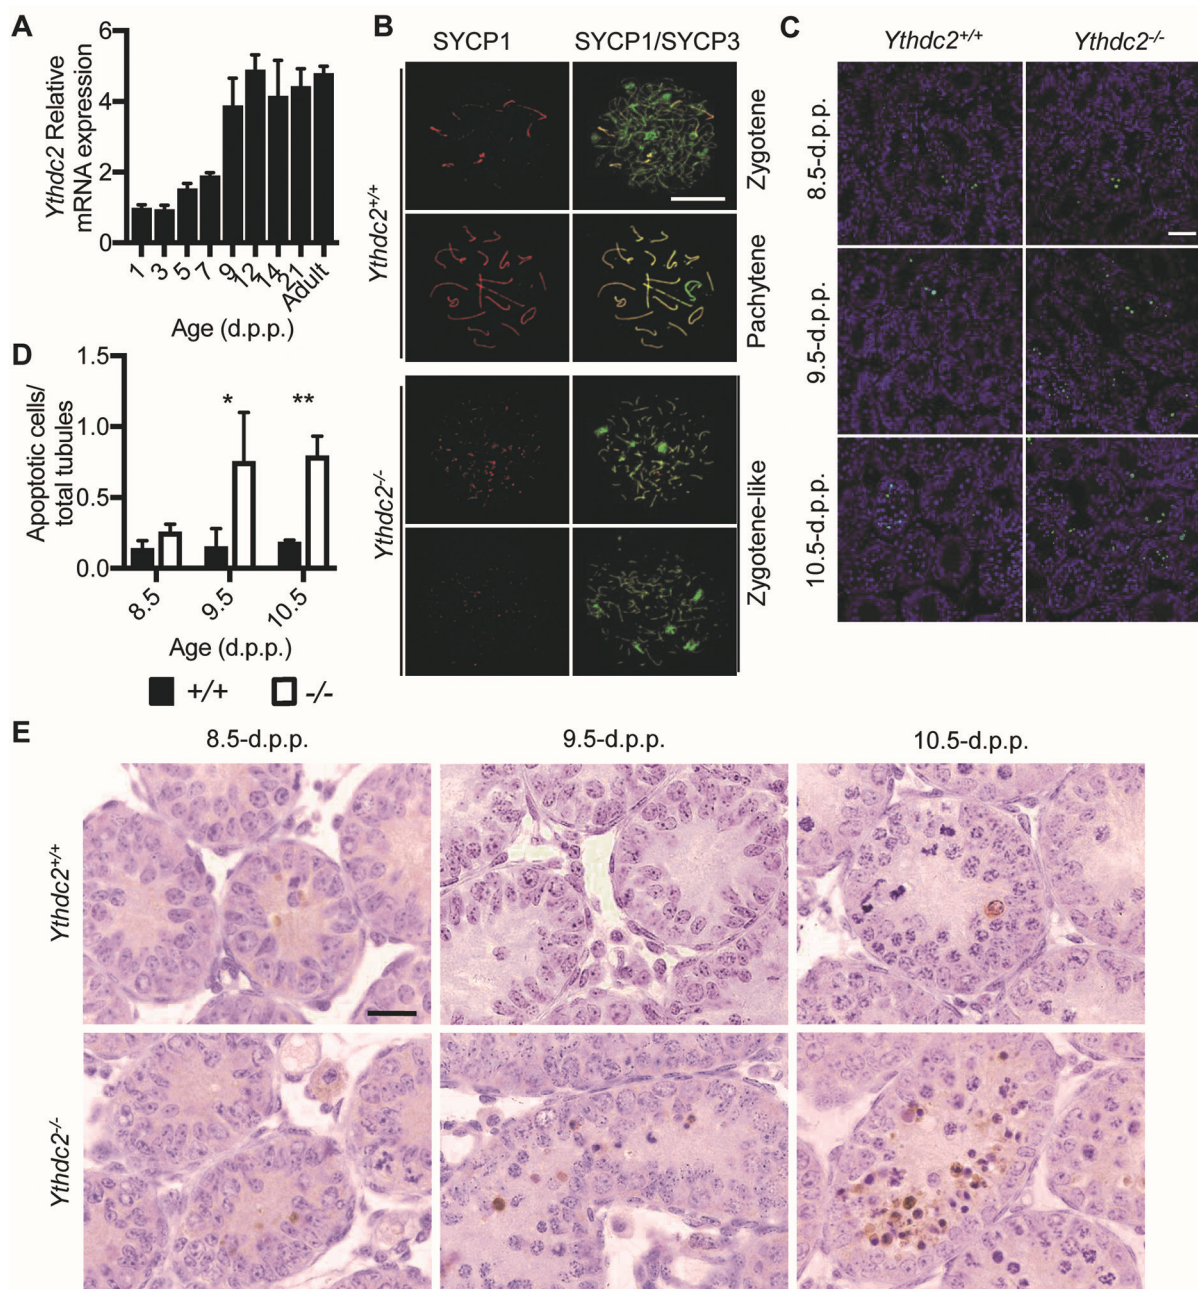 A
Ythdc2 Relative
mRNA expression
6
4
2
0
1
3
5
7
9
12
14
21
Adult
Age (d.p.p.)
B
SYCP1
SYCP1/SYCP3
Ythdc2+/+
Zygotene
Pachytene
Ythdc2-/-
Zygotene-like
C
Ythdc2+/+
Ythdc2-/-
8.5-d.p.p.
9.5-d.p.p.
10.5-d.p.p.
D
Apoptotic cells/
total tubules
1.5
1.0
0.5
0.0
*
**
8.5
9.5
10.5
Age (d.p.p.)
+/+
-/-
E
8.5-d.p.p.
9.5-d.p.p.
10.5-d.p.p.
Ythdc2+/+
Ythdc2-/-